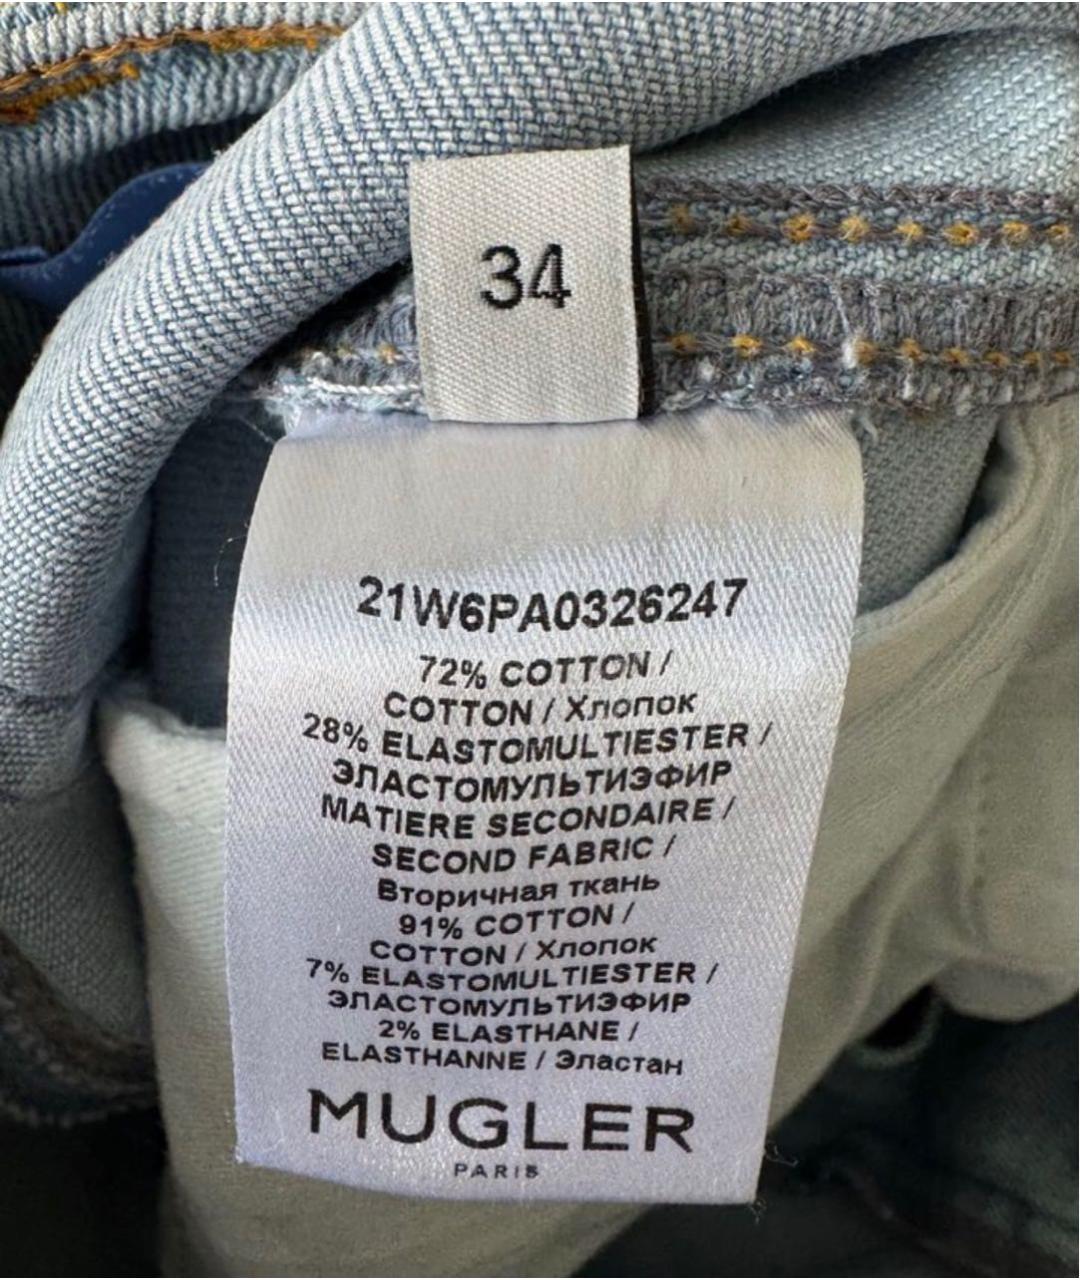 34
21W6PA0326247
72% COTTON /
COTTON / Хлопок
28% ELASTOMULTIESTER /
ЭЛАСТОМУЛЬТИЭФИР
MATIERE SECONDAIRE /
SECOND FABRIC /
Вторичная ткань
91% COTTON /
COTTON / Хлопок
7% ELASTOMULTIESTER /
ЭЛАСТОМУЛЬТИЭФИР
2% ELASTHANE /
ELASTHANNE / Эластан
MUGLER
PARIS